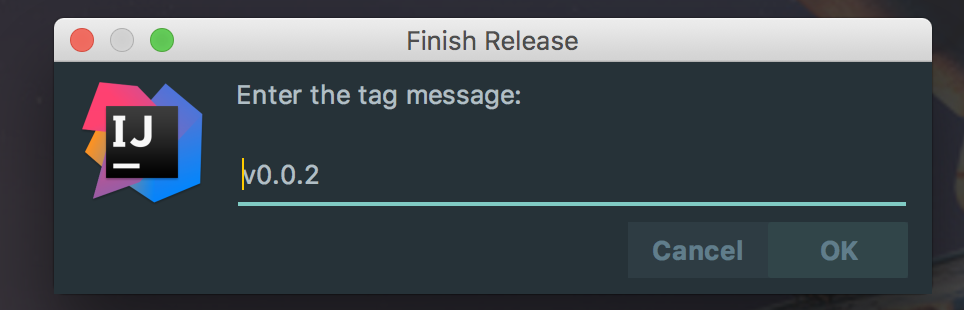 Finish Release
Enter the tag message:
IJ
v0.0.2
Cancel OK